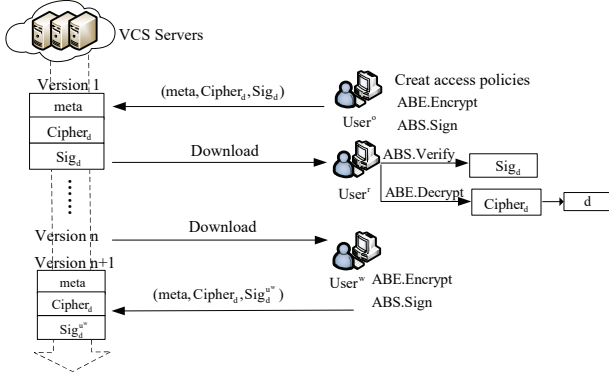 VCS Servers
Version 1
meta
Cipher_d
Sig_d
(meta, Cipher_d, Sig_d)
User^o
Creat access policies
ABE.Encrypt
ABS.Sign
Download
User^r
ABS.Verify
Sig_d
ABE.Decrypt
Cipher_d
d
Version n
Download
User^w
ABE.Encrypt
ABS.Sign
Version n+1
meta
Cipher_d
Sig_d^{u^w}
(meta, Cipher_d, Sig_d^{u^w})